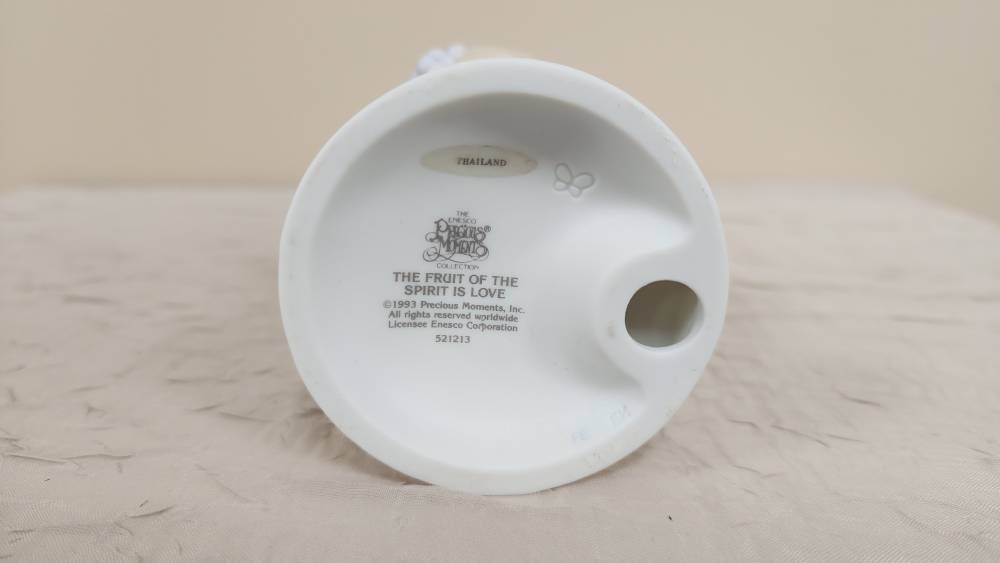 THAILAND
THE
ENESCO
PRECIOUS®
MOMENTS
COLLECTION
THE FRUIT OF THE
SPIRIT IS LOVE
©1993 Precious Moments, Inc.
All rights reserved worldwide
Licensee Enesco Corporation
521213